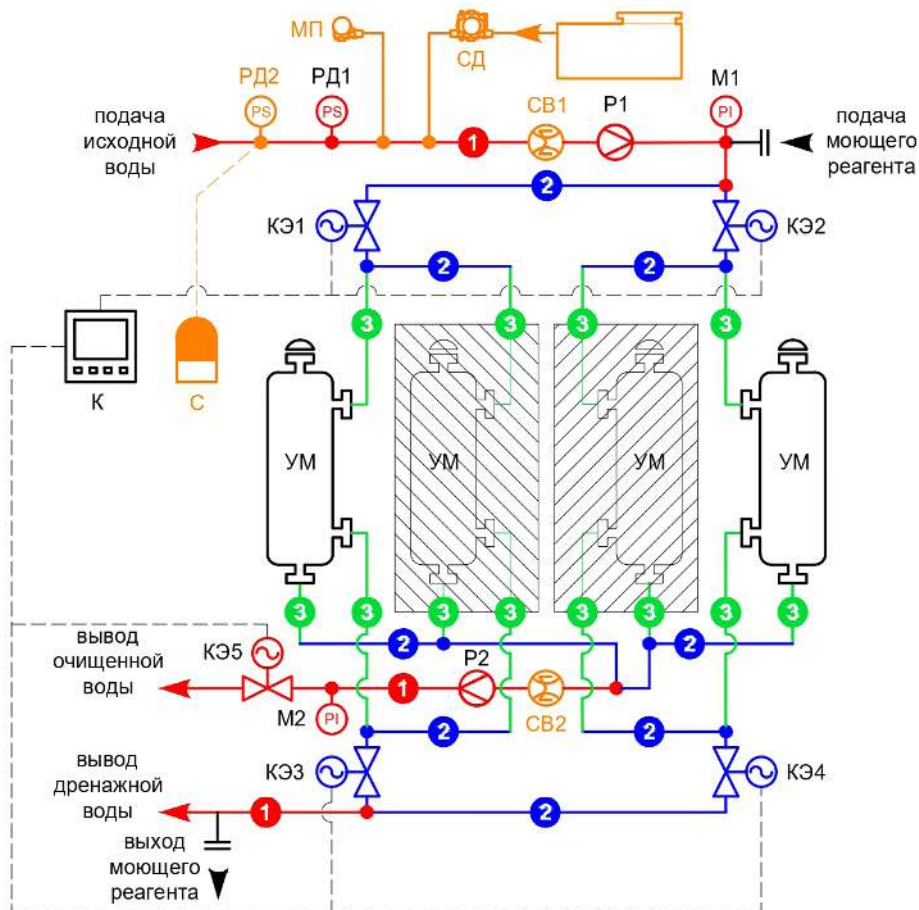 МП
СД
РД2
РД1
СВ1
Р1
М1
PS
PS
PI
подача
исходной
воды
подача
моющего
реагента
1
2
КЭ1
КЭ2
2
2
3
3
3
3
К
С
УМ
УМ
УМ
УМ
3
3
3
3
3
3
вывод
очищенной
воды
КЭ5
2
2
Р2
1
М2
PI
СВ2
2
2
вывод
дренажной
воды
КЭ3
КЭ4
1
2
выход
моющего
реагента